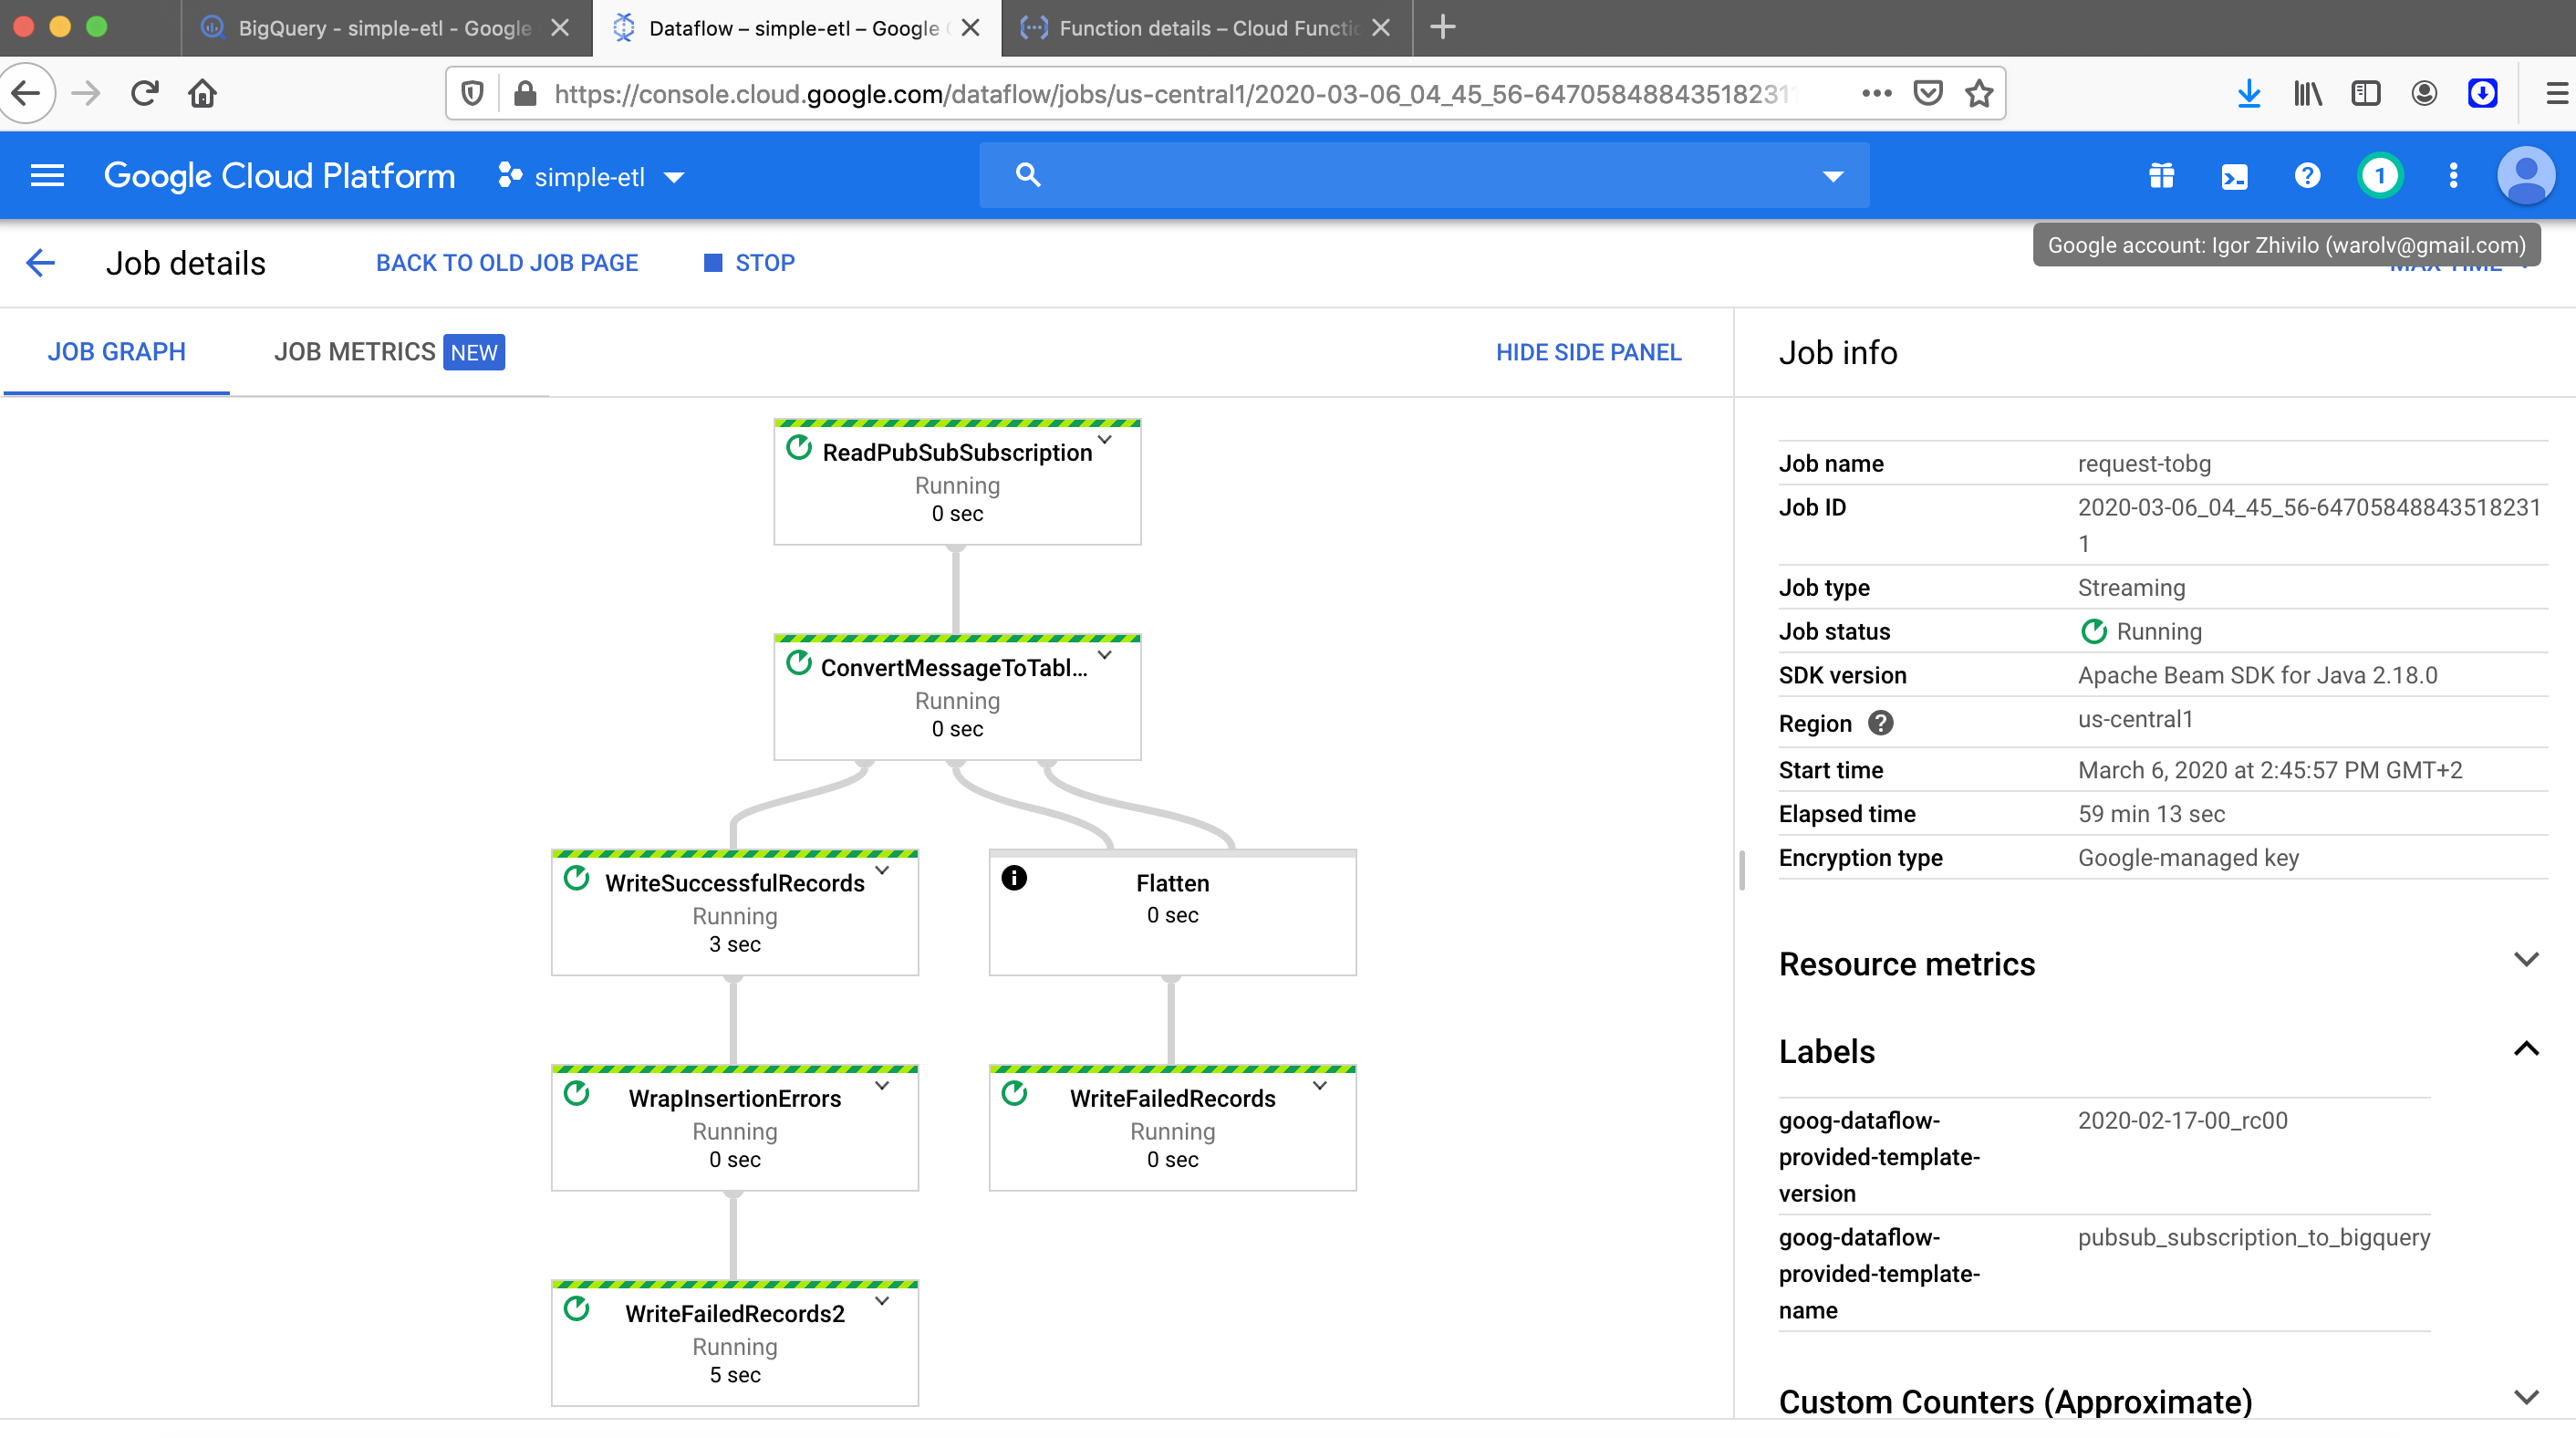 BigQuery - simple-etl - Google
Dataflow – simple-etl – Google
Function details – Cloud Functio
https://console.cloud.google.com/dataflow/jobs/us-central1/2020-03-06_04_45_56-647058488435182311
Google Cloud Platform
simple-etl
1
Job details
BACK TO OLD JOB PAGE
STOP
Google account: Igor Zhivilo (warolv@gmail.com)
MAX TIME
JOB GRAPH
JOB METRICS NEW
HIDE SIDE PANEL
ReadPubSubSubscription
Running
0 sec
ConvertMessageToTabl...
Running
0 sec
WriteSuccessfulRecords
Running
3 sec
Flatten
0 sec
WrapInsertionErrors
Running
0 sec
WriteFailedRecords
Running
0 sec
WriteFailedRecords2
Running
5 sec
Job info
Job name request-tobg
Job ID 2020-03-06_04_45_56-64705848843518231
1
Job type Streaming
Job status Running
SDK version Apache Beam SDK for Java 2.18.0
Region us-central1
Start time March 6, 2020 at 2:45:57 PM GMT+2
Elapsed time 59 min 13 sec
Encryption type Google-managed key
Resource metrics
Labels
goog-dataflow- 2020-02-17-00_rc00
provided-template-
version
goog-dataflow- pubsub_subscription_to_bigquery
provided-template-
name
Custom Counters (Approximate)